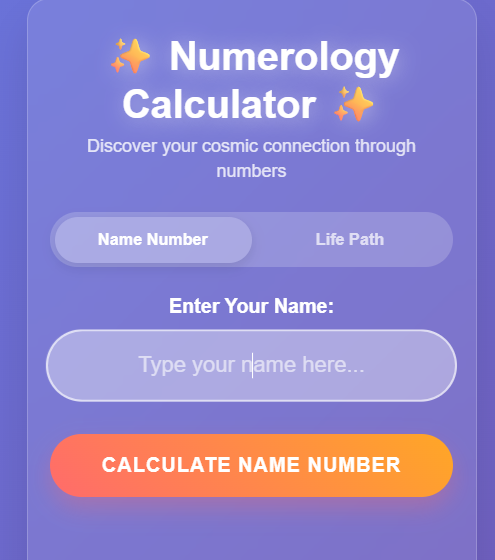 ✨ Numerology
Calculator ✨
Discover your cosmic connection through
numbers
Name Number
Life Path
Enter Your Name:
Type your name here...
CALCULATE NAME NUMBER